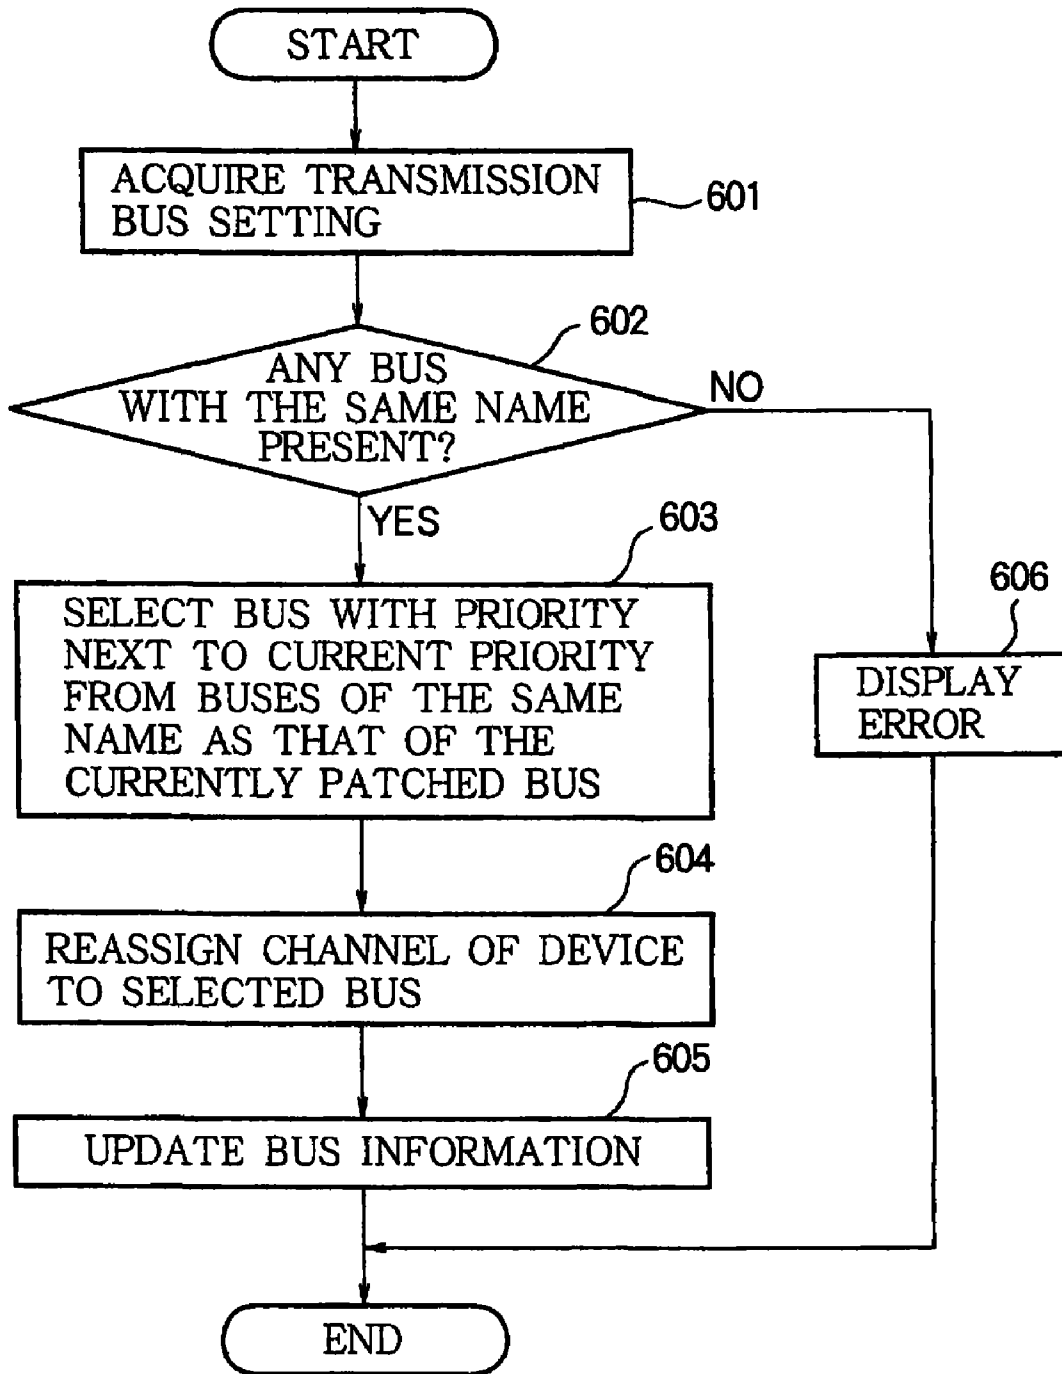 START
ACQUIRE TRANSMISSION
BUS SETTING
601
602
ANY BUS
WITH THE SAME NAME
PRESENT?
NO
YES
603
SELECT BUS WITH PRIORITY
NEXT TO CURRENT PRIORITY
FROM BUSES OF THE SAME
NAME AS THAT OF THE
CURRENTLY PATCHED BUS
606
DISPLAY
ERROR
604
REASSIGN CHANNEL OF DEVICE
TO SELECTED BUS
605
UPDATE BUS INFORMATION
END